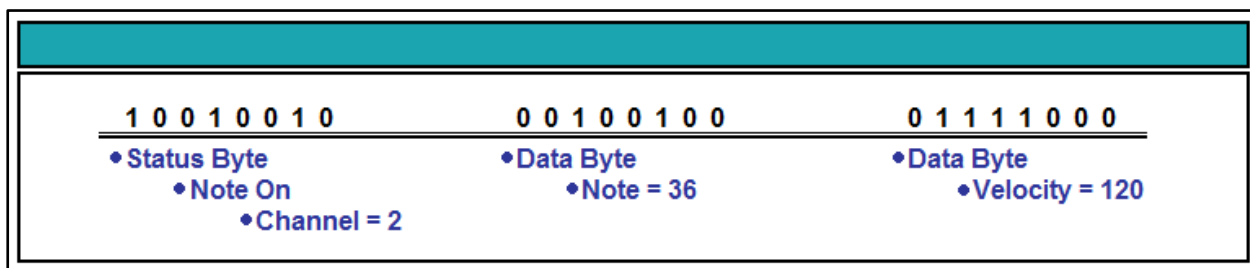 1 0 0 1 0 0 1 0 0 0 1 0 0 1 0 0 0 1 1 1 1 0 0 0
• Status Byte • Data Byte • Data Byte
• Note On • Note = 36 • Velocity = 120
• Channel = 2